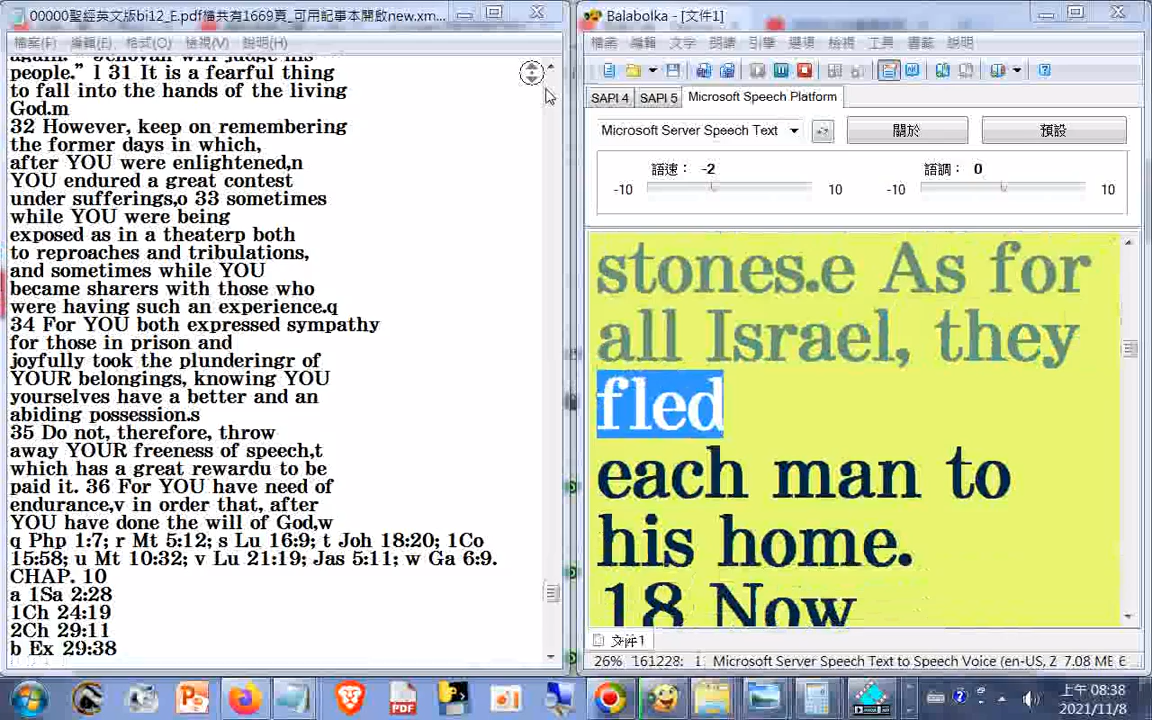 00000聖經英文版bi12_E.pdf檔共有1669頁_可用記事本開啟new.xm...
檔案(F) 編輯(E) 格式(O) 檢視(V) 說明(H)
again.” “Jehovah will judge his
people.” l 31 It is a fearful thing
to fall into the hands of the living
God.m
32 However, keep on remembering
the former days in which,
after YOU were enlightened,n
YOU endured a great contest
under sufferings,o 33 sometimes
while YOU were being
exposed as in a theaterp both
to reproaches and tribulations,
and sometimes while YOU
became sharers with those who
were having such an experience.q
34 For YOU both expressed sympathy
for those in prison and
joyfully took the plunderingr of
YOUR belongings, knowing YOU
yourselves have a better and an
abiding possession.s
35 Do not, therefore, throw
away YOUR freeness of speech,t
which has a great rewardu to be
paid it. 36 For YOU have need of
endurance,v in order that, after
YOU have done the will of God,w
q Php 1:7; r Mt 5:12; s Lu 16:9; t Joh 18:20; 1Co
15:58; u Mt 10:32; v Lu 21:19; Jas 5:11; w Ga 6:9.
CHAP. 10
a 1Sa 2:28
1Ch 24:19
2Ch 29:11
b Ex 29:38
Balabolka - [文件1]
檔案 編輯 文字 朗讀 引擎 選項 檢視 工具 書籤 說明
SAPI 4 SAPI 5 Microsoft Speech Platform
Microsoft Server Speech Text 關於 預設
語速： -2 語調： 0
-10 10 -10 10
stones.e As for
all Israel, they
fled
each man to
his home.
18 Now
文件1
26% 161228: 1 Microsoft Server Speech Text to Speech Voice (en-US, Z 7.08 MB E
上午 08:38
2021/11/8